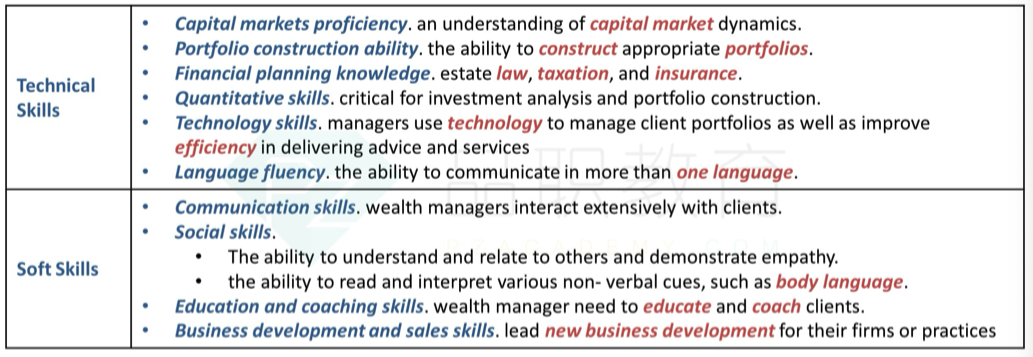 Technical Skills
• Capital markets proficiency. an understanding of capital market dynamics.
• Portfolio construction ability. the ability to construct appropriate portfolios.
• Financial planning knowledge. estate law, taxation, and insurance.
• Quantitative skills. critical for investment analysis and portfolio construction.
• Technology skills. managers use technology to manage client portfolios as well as improve
efficiency in delivering advice and services
• Language fluency. the ability to communicate in more than one language.
Soft Skills
• Communication skills. wealth managers interact extensively with clients.
• Social skills.
• The ability to understand and relate to others and demonstrate empathy.
• the ability to read and interpret various non- verbal cues, such as body language.
• Education and coaching skills. wealth manager need to educate and coach clients.
• Business development and sales skills. lead new business development for their firms or practices
品职教育